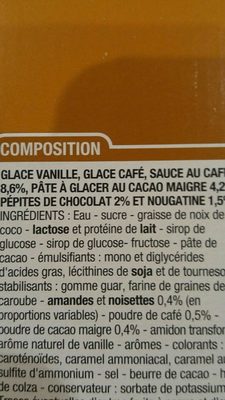 COMPOSITION
GLACE VANILLE, GLACE CAFÉ, SAUCE AU CAFÉ
8,6%, PÂTE À GLACER AU CACAO MAIGRE 4,2
PÉPITES DE CHOCOLAT 2% ET NOUGATINE 1,5%
INGRÉDIENTS : Eau - sucre - graisse de noix de
coco - lactose et protéine de lait - sirop de
glucose - sirop de glucose- fructose - pâte de
cacao - émulsifiants : mono et diglycérides
d'acides gras, lécithines de soja et de tourneso
stabilisants : gomme guar, farine de graines de
caroube - amandes et noisettes 0,4% (en
proportions variables) - poudre de café 0,5% -
poudre de cacao maigre 0,4% - amidon transfor
arôme naturel de vanille - arômes - colorants :
caroténoïdes, caramel ammoniacal, caramel au
sulfite d'ammonium - sel - beurre de cacao - h
de colza - conservateur : sorbate de potassium